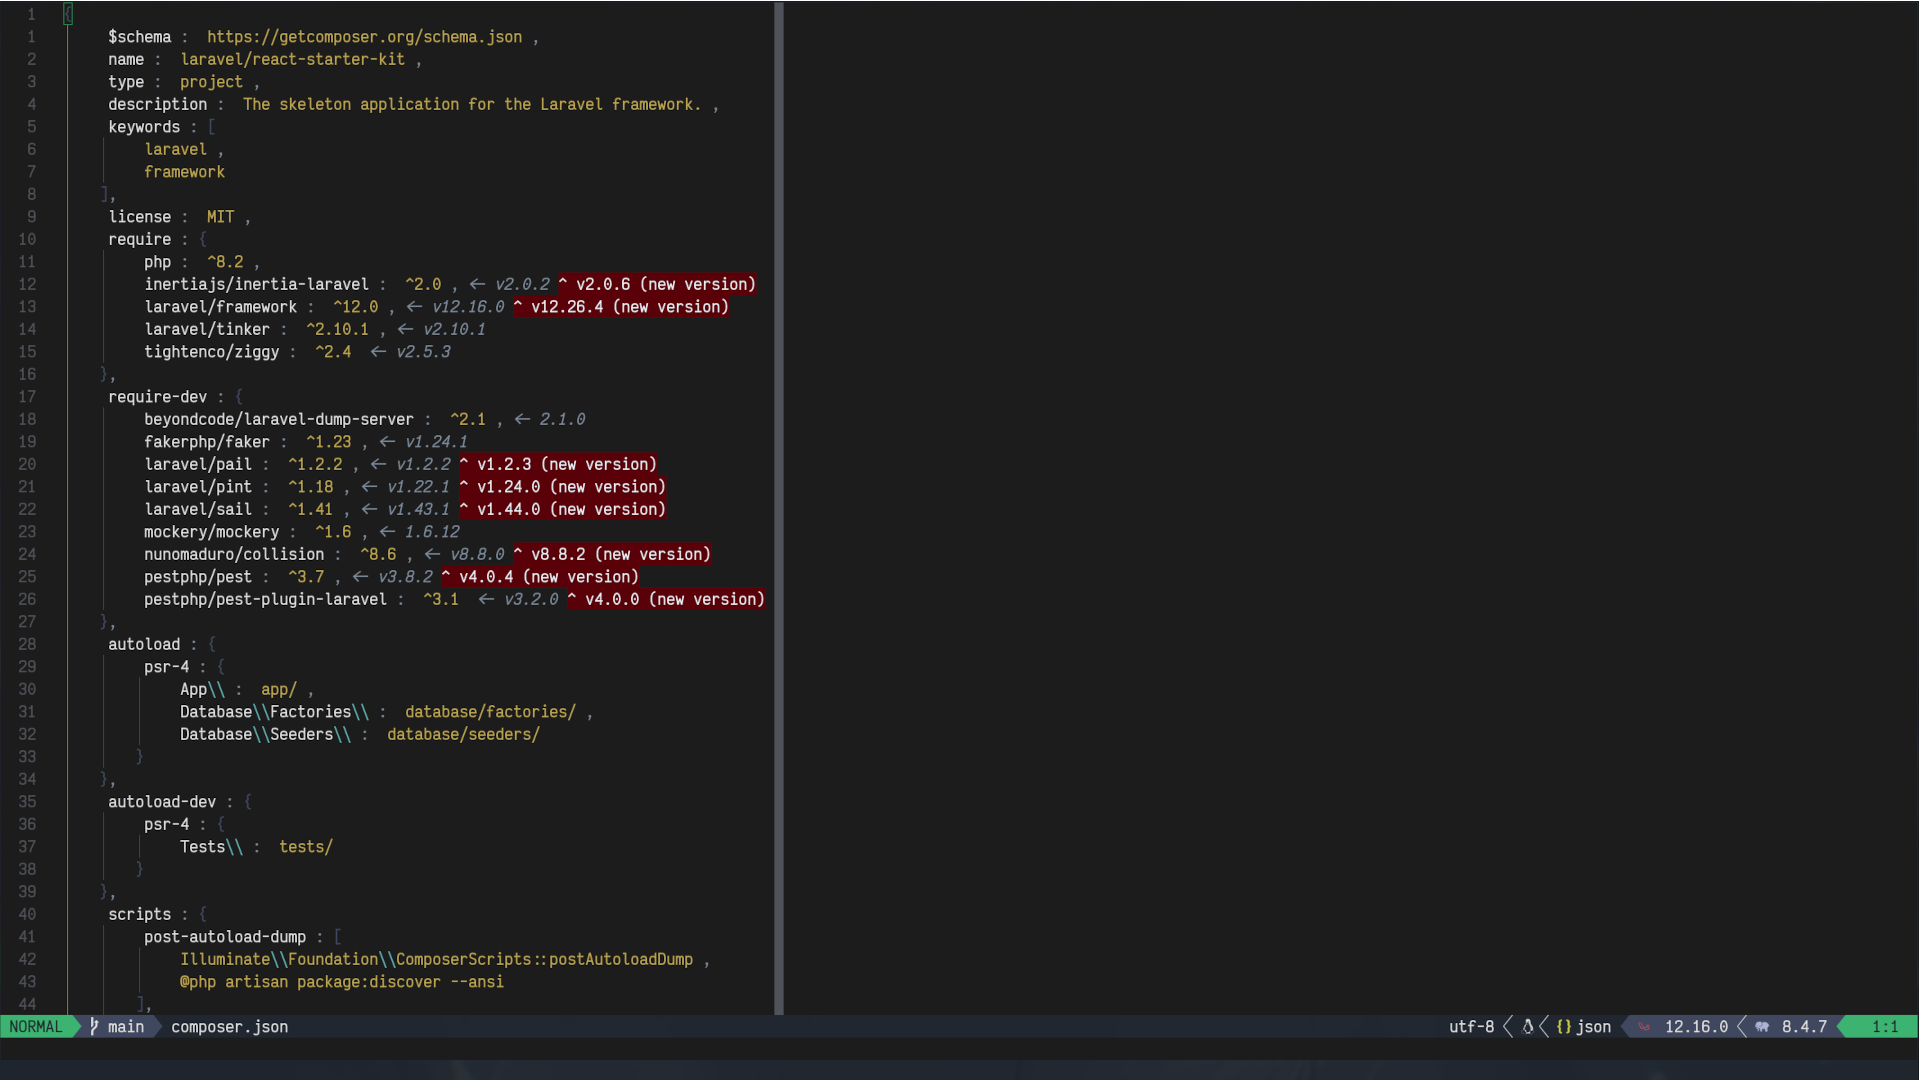 1 {
1 $schema : https://getcomposer.org/schema.json ,
2 name : laravel/react-starter-kit ,
3 type : project ,
4 description : The skeleton application for the Laravel framework. ,
5 keywords : [
6 laravel ,
7 framework
8 ],
9 license : MIT ,
10 require : {
11 php : ^8.2 ,
12 inertiajs/inertia-laravel : ^2.0 , ← v2.0.2 ^ v2.0.6 (new version)
13 laravel/framework : ^12.0 , ← v12.16.0 ^ v12.26.4 (new version)
14 laravel/tinker : ^2.10.1 , ← v2.10.1
15 tightenco/ziggy : ^2.4 ← v2.5.3
16 },
17 require-dev : {
18 beyondcode/laravel-dump-server : ^2.1 , ← 2.1.0
19 fakerphp/faker : ^1.23 , ← v1.24.1
20 laravel/pail : ^1.2.2 , ← v1.2.2 ^ v1.2.3 (new version)
21 laravel/pint : ^1.18 , ← v1.22.1 ^ v1.24.0 (new version)
22 laravel/sail : ^1.41 , ← v1.43.1 ^ v1.44.0 (new version)
23 mockery/mockery : ^1.6 , ← 1.6.12
24 nunomaduro/collision : ^8.6 , ← v8.8.0 ^ v8.8.2 (new version)
25 pestphp/pest : ^3.7 , ← v3.8.2 ^ v4.0.4 (new version)
26 pestphp/pest-plugin-laravel : ^3.1 ← v3.2.0 ^ v4.0.0 (new version)
27 },
28 autoload : {
29 psr-4 : {
30 App\\ : app/ ,
31 Database\\Factories\\ : database/factories/ ,
32 Database\\Seeders\\ : database/seeders/
33 }
34 },
35 autoload-dev : {
36 psr-4 : {
37 Tests\\ : tests/
38 }
39 },
40 scripts : {
41 post-autoload-dump : [
42 Illuminate\\Foundation\\ComposerScripts::postAutoloadDump ,
43 @php artisan package:discover --ansi
44 ],
NORMAL main composer.json utf-8 {} json 12.16.0 8.4.7 1:1